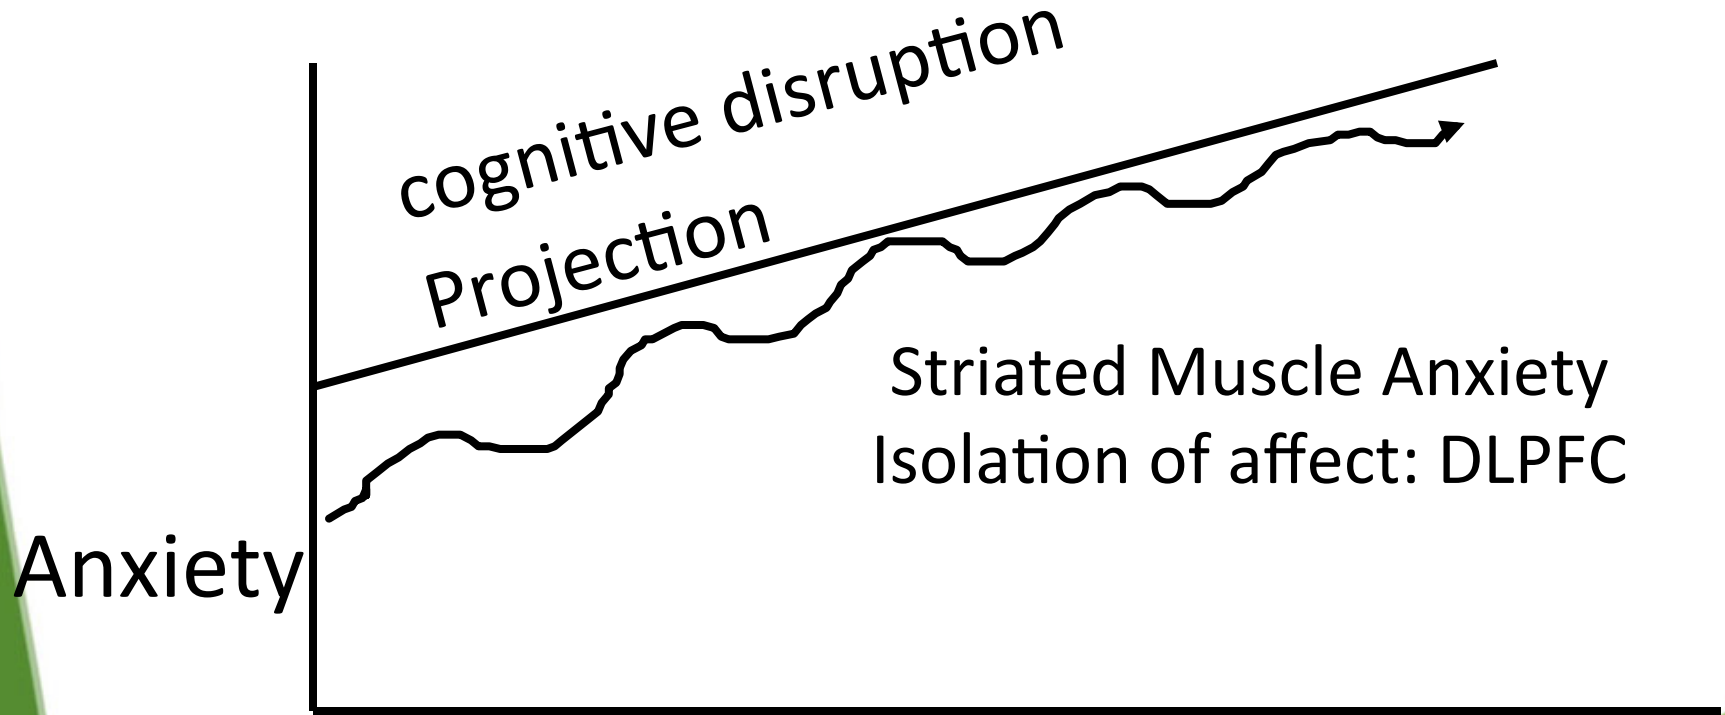 cognitive disruption
Projection
Striated Muscle Anxiety
Isolation of affect: DLPFC
Anxiety